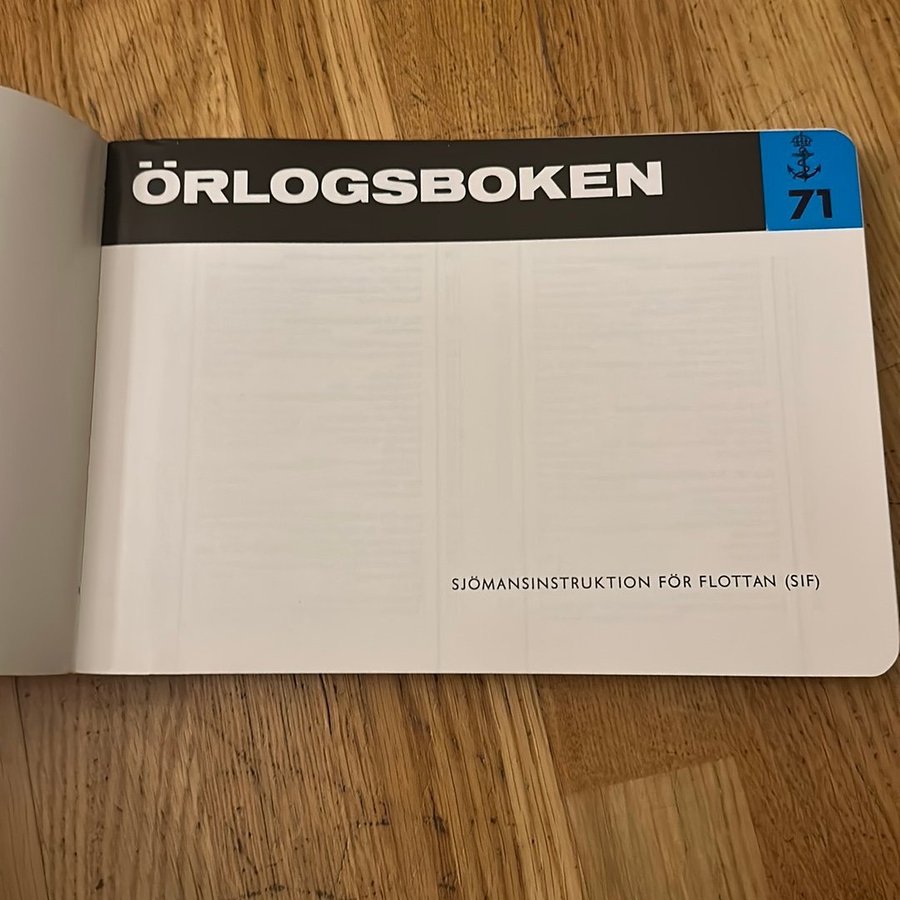 ÖRLOGSBOKEN
71
SJÖMANSINSTRUKTION FÖR FLOTTAN (SIF)